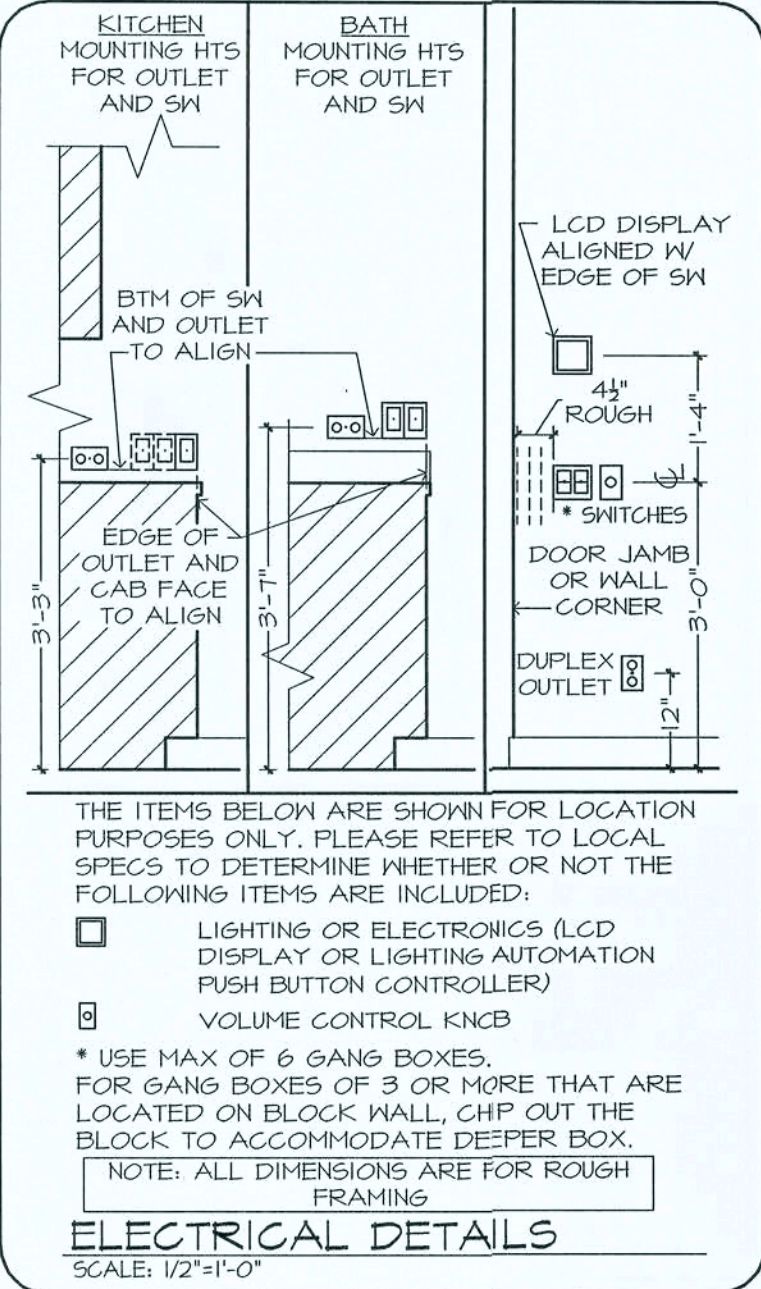 KITCHEN
MOUNTING HTS
FOR OUTLET
AND SW
BATH
MOUNTING HTS
FOR OUTLET
AND SW
LCD DISPLAY
ALIGNED W/
EDGE OF SW
BTM OF SW
AND OUTLET
TO ALIGN
4½"
ROUGH
1'-4"
℄
* SWITCHES
EDGE OF
OUTLET AND
CAB FACE
TO ALIGN
3'-3"
3'-7"
DOOR JAMB
OR WALL
CORNER
3'-0"
DUPLEX
OUTLET
12"
THE ITEMS BELOW ARE SHOWN FOR LOCATION
PURPOSES ONLY. PLEASE REFER TO LOCAL
SPECS TO DETERMINE WHETHER OR NOT THE
FOLLOWING ITEMS ARE INCLUDED:
LIGHTING OR ELECTRONICS (LCD
DISPLAY OR LIGHTING AUTOMATION
PUSH BUTTON CONTROLLER)
VOLUME CONTROL KNOB
* USE MAX OF 6 GANG BOXES.
FOR GANG BOXES OF 3 OR MORE THAT ARE
LOCATED ON BLOCK WALL, CHIP OUT THE
BLOCK TO ACCOMMODATE DEEPER BOX.
NOTE: ALL DIMENSIONS ARE FOR ROUGH
FRAMING
ELECTRICAL DETAILS
SCALE: 1/2"=1'-0"